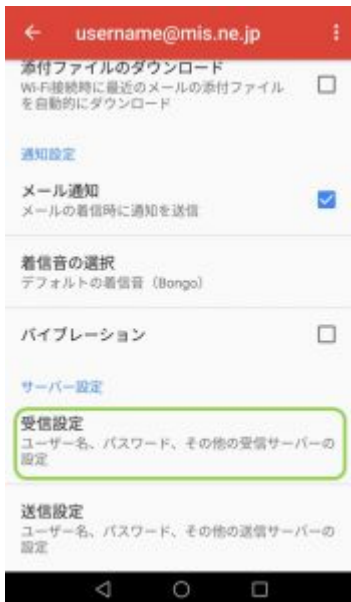 username@mis.ne.jp
添付ファイルのダウンロード
Wi-Fi接続時に最近のメールの添付ファイル
を自動的にダウンロード
通知設定
メール通知
メールの着信時に通知を送信
着信音の選択
デフォルトの着信音（Bongo）
バイブレーション
サーバー設定
受信設定
ユーザー名、パスワード、その他の受信サーバーの
設定
送信設定
ユーザー名、パスワード、その他の送信サーバーの
設定